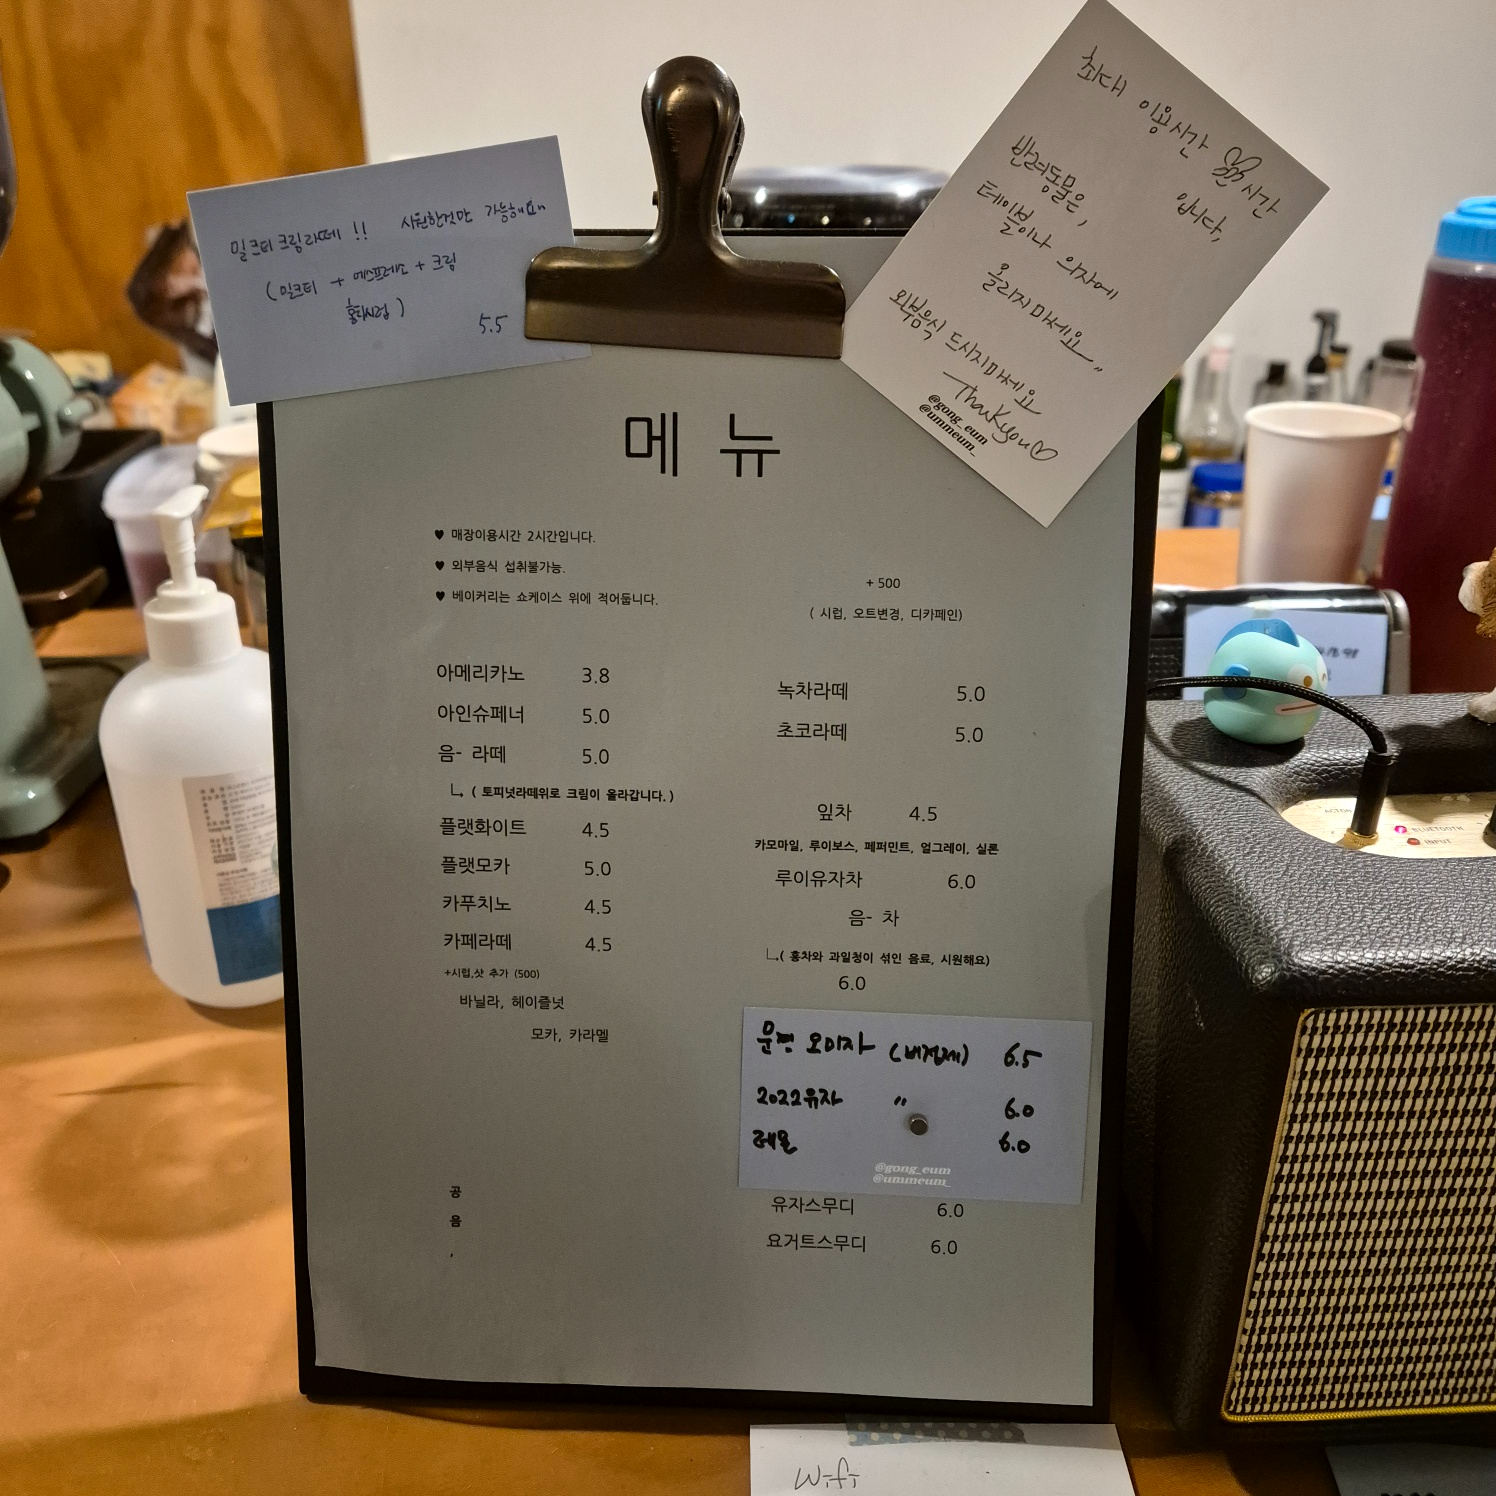 밀크티 크림라떼 !! 시원한것만 가능해요
( 밀크티 + 에스프레소 + 크림
홍차시럽 )
5.5
최대 이용시간 시간
입니다,
반려동물은,
테이블이나 의자에
올리지 마세요,,
외부음식 드시지마세요
Thankyou♡
@gong_eum
@ummeum_
메 뉴
♥ 매장이용시간 2시간입니다.
♥ 외부음식 섭취불가능.
♥ 베이커리는 쇼케이스 위에 적어둡니다.
아메리카노 3.8
아인슈페너 5.0
음- 라떼 5.0
ㄴ, ( 토피넛라떼위로 크림이 올라갑니다.)
플랫화이트 4.5
플랫모카 5.0
카푸치노 4.5
카페라떼 4.5
+시럽,샷 추가 (500)
바닐라, 헤이즐넛
모카, 카라멜
공
음
,
+ 500
( 시럽, 오트변경, 디카페인)
녹차라떼 5.0
초코라떼 5.0
잎차 4.5
카모마일, 루이보스, 페퍼민트, 얼그레이, 실론
루이유자차 6.0
음- 차
ㄴ,( 홍차와 과일청이 섞인 음료, 시원해요)
6.0
문경 오미자 6.5
2022유자 〃 6.0
레몬 6.0
@gong_eum
@ummeum_
유자스무디 6.0
요거트스무디 6.0
BLUETOOTH
INPUT
Wifi